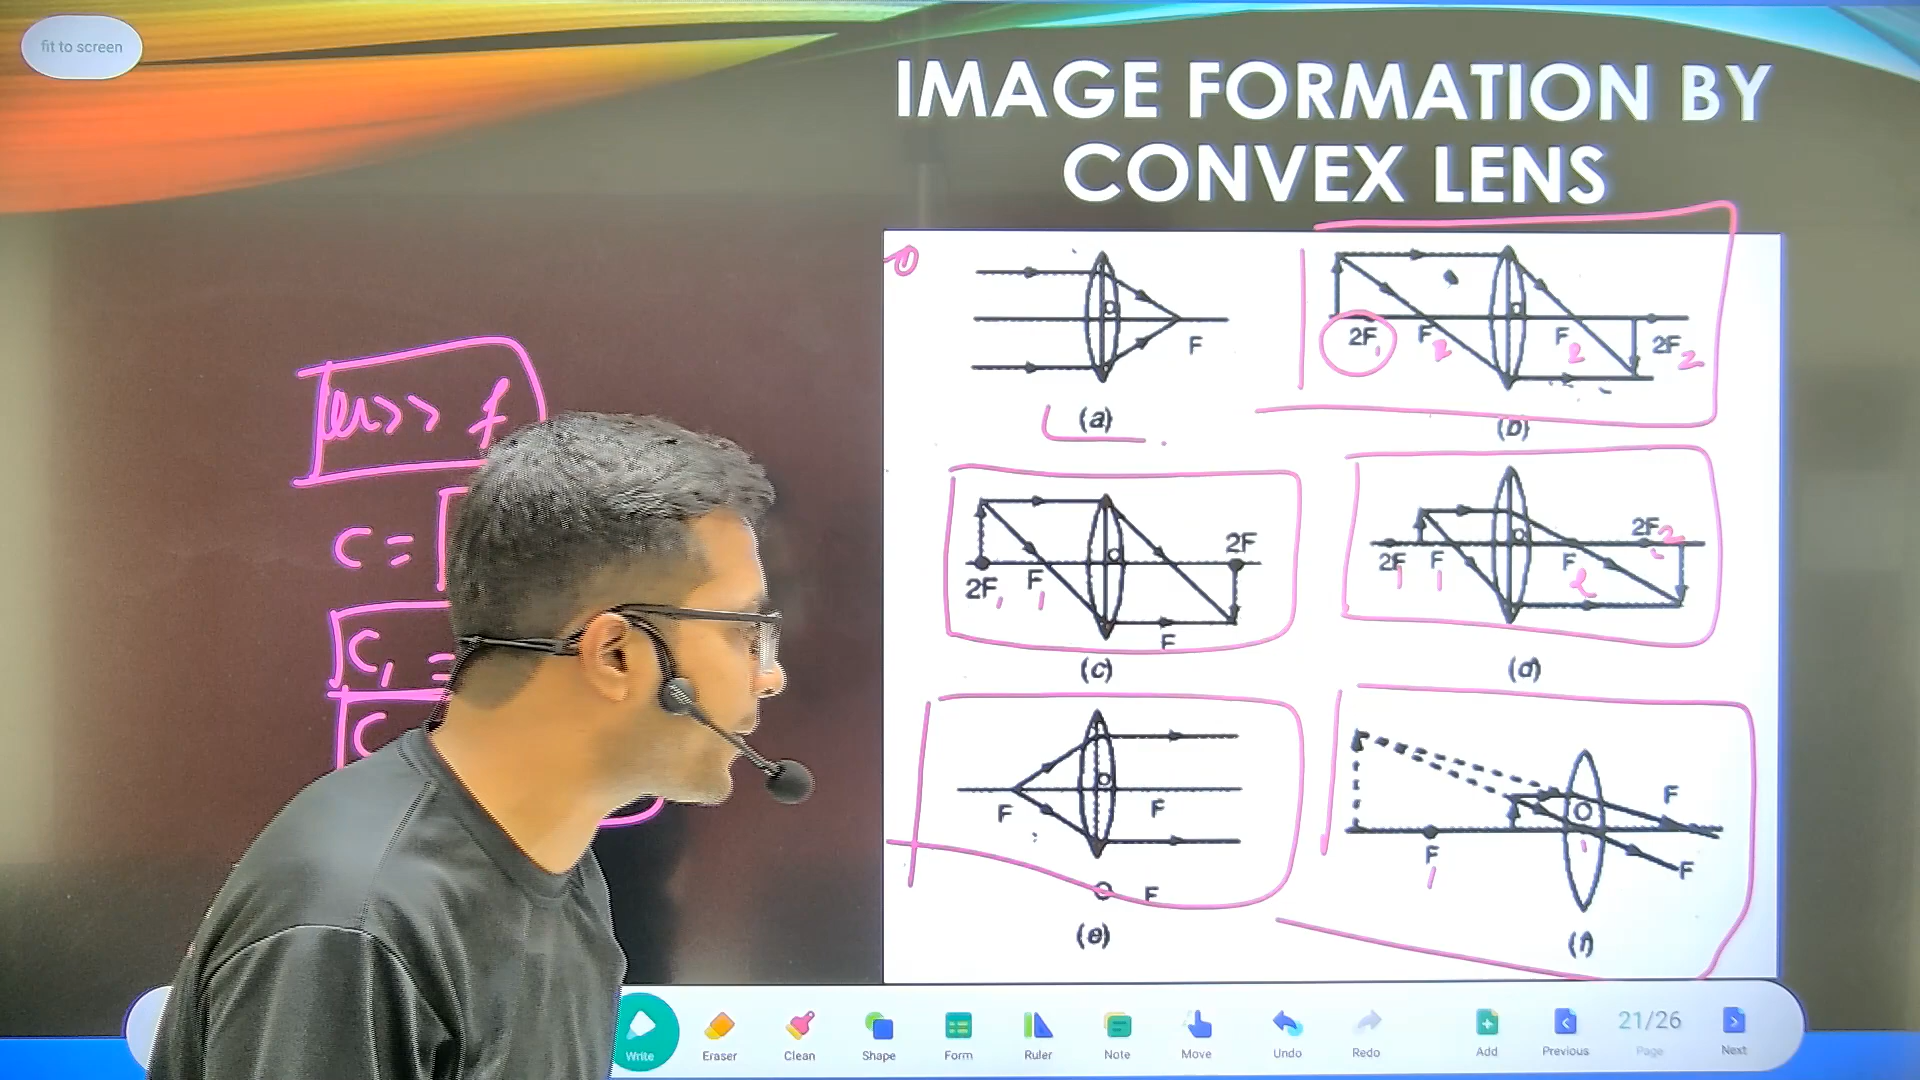 fit to screen
IMAGE FORMATION BY
CONVEX LENS
>> f
C =
C₁ =
C
①
O
F
(a)
2F₁ F₂ O F₂ 2F₂
(b)
2F₁ F₁ O F 2F
(c)
2F₁ F₁ O F₂ 2F₂
(d)
F O F
O F
(e)
F₁ O F
F
(f)
Write Eraser Clean Shape Form Ruler Note Move Undo Redo Add Previous 21/26 Page Next